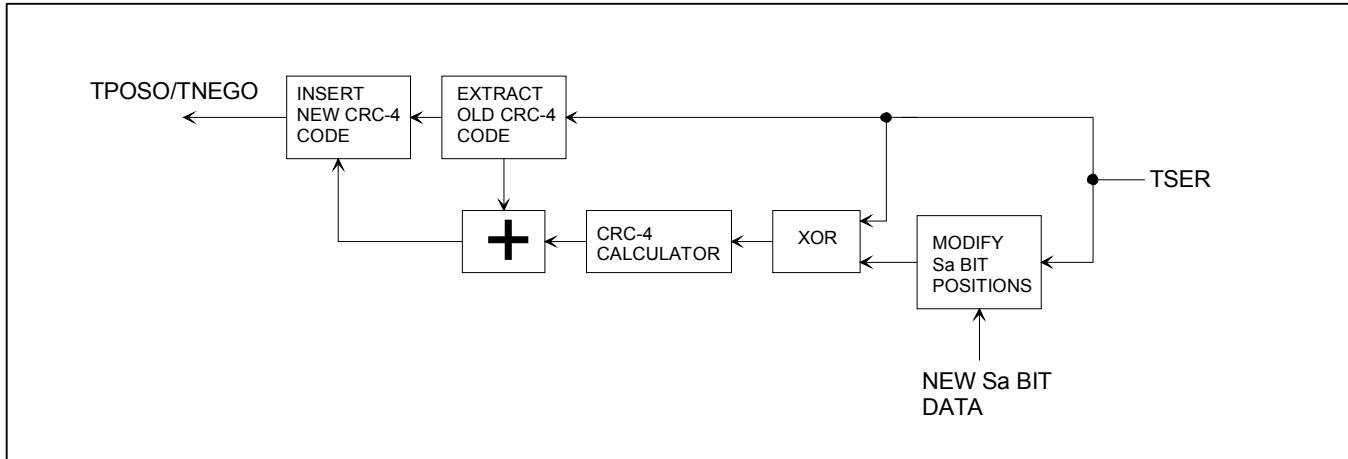 TPOSO/TNEGO
INSERT
NEW CRC-4
CODE
EXTRACT
OLD CRC-4
CODE
TSER
+
CRC-4
CALCULATOR
XOR
MODIFY
Sa BIT
POSITIONS
NEW Sa BIT
DATA